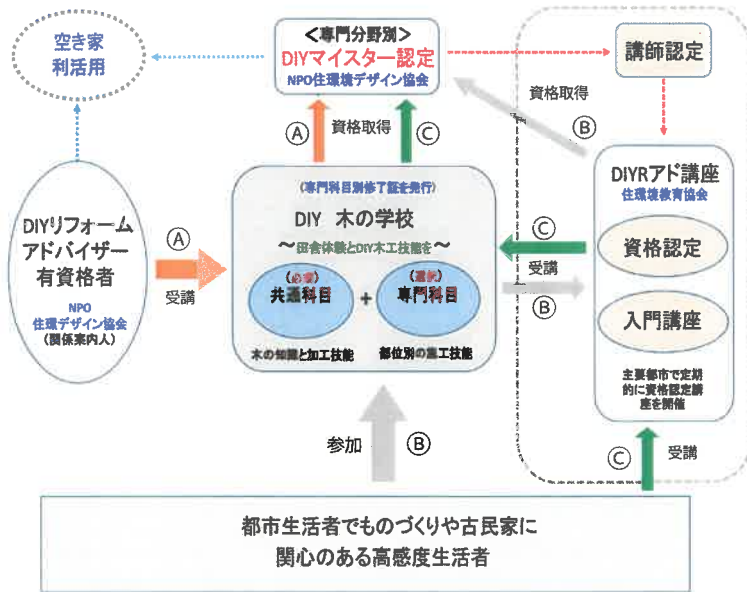 空き家
利活用
＜専門分野別＞
DIYマイスター認定
NPO住環境デザイン協会
講師認定
Ⓐ
資格取得
Ⓒ
資格取得
Ⓑ
DIYリフォーム
アドバイザー
有資格者
NPO
住環デザイン協会
(関係案内人)
Ⓐ
受講
(専門科目別修了証を発行)
DIY 木の学校
～田舎体験とDIY木工技能を～
(必須)
共通科目
+
(選択)
専門科目
木の知識と加工技能
都位別の施工技能
Ⓒ
受講
Ⓑ
DIYRアド講座
住環境教育協会
資格認定
入門講座
主要都市で定期
的に資格認定講
座を開催
参加
Ⓑ
Ⓒ
受講
都市生活者でものづくりや古民家に
関心のある高感度生活者